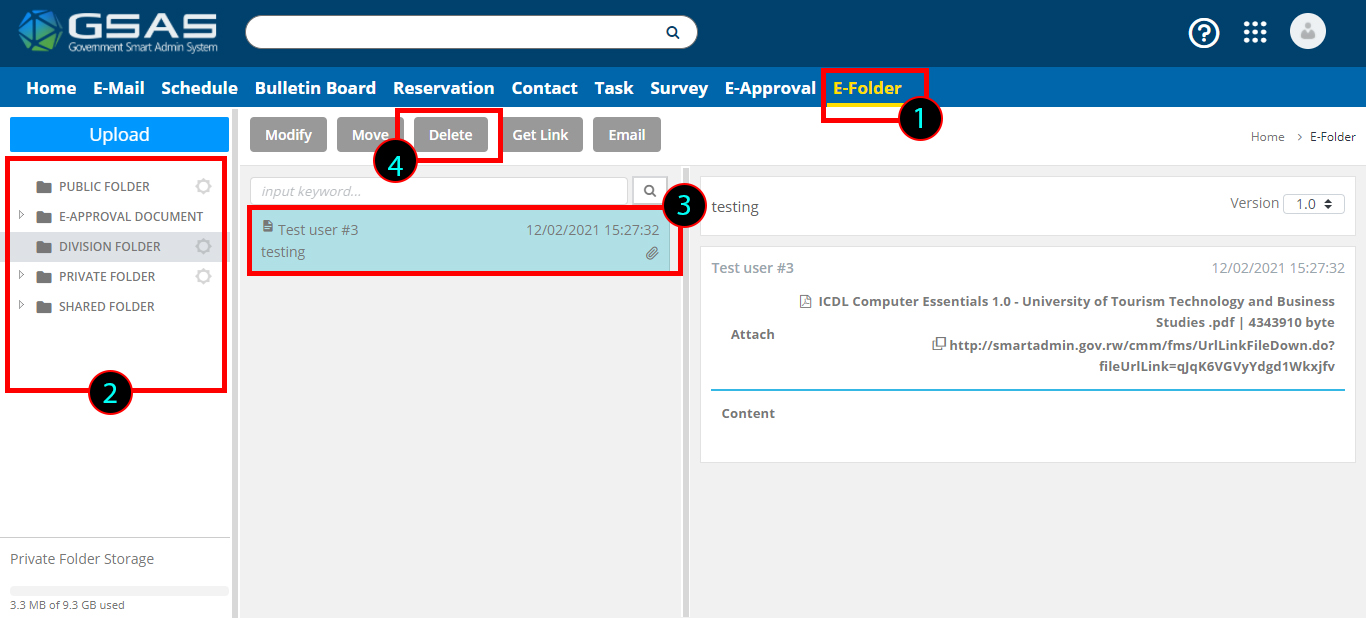 GSAS
Government Smart Admin System
Home E-Mail Schedule Bulletin Board Reservation Contact Task Survey E-Approval E-Folder
1
Upload
Modify Move Delete Get Link Email
Home > E-Folder
4
PUBLIC FOLDER
E-APPROVAL DOCUMENT
DIVISION FOLDER
PRIVATE FOLDER
SHARED FOLDER
2
Private Folder Storage
3.3 MB of 9.3 GB used
input keyword...
3
Test user #3 12/02/2021 15:27:32
testing
testing
Version 1.0
Test user #3 12/02/2021 15:27:32
Attach
ICDL Computer Essentials 1.0 - University of Tourism Technology and Business
Studies .pdf | 4343910 byte
http://smartadmin.gov.rw/cmm/fms/UrlLinkFileDown.do?
fileUrlLink=qJqK6VGVyYdgd1Wkxjfv
Content